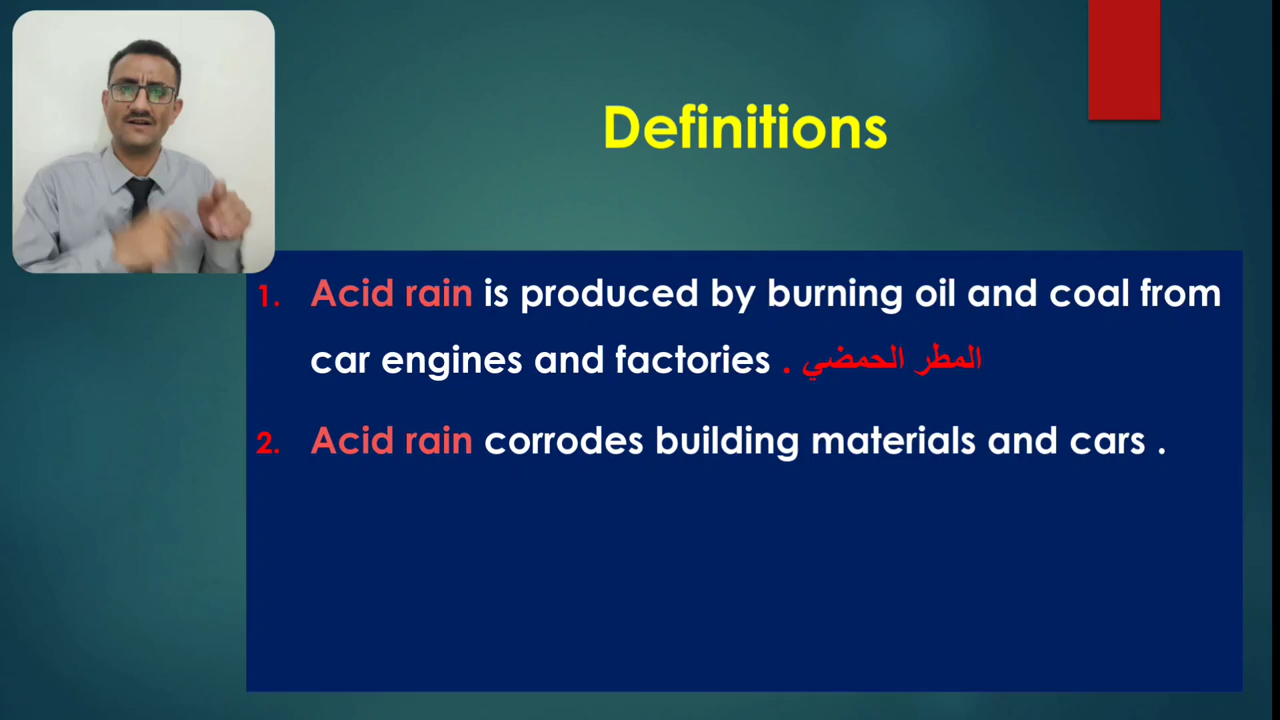 Definitions
1. Acid rain is produced by burning oil and coal from
car engines and factories . المطر الحمضي
2. Acid rain corrodes building materials and cars .